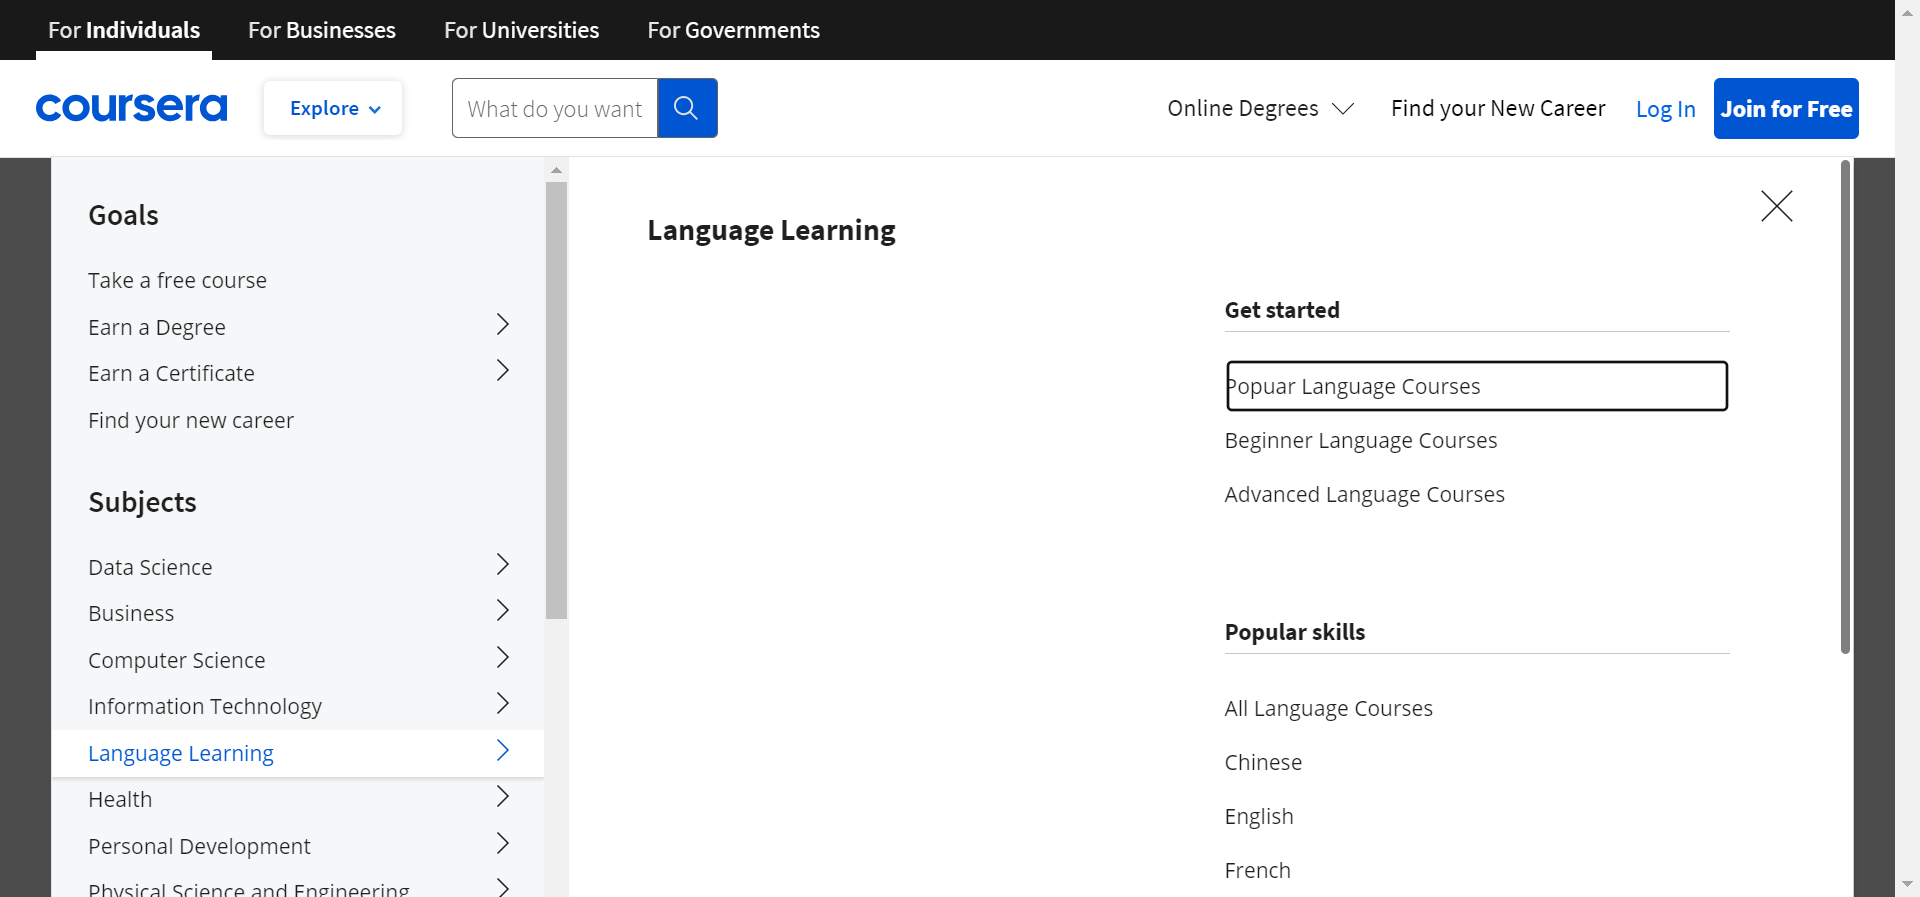 For Individuals
For Businesses
For Universities
For Governments
coursera
Explore
What do you want
Online Degrees
Find your New Career
Log In
Join for Free
Goals
Take a free course
Earn a Degree
Earn a Certificate
Find your new career
Subjects
Data Science
Business
Computer Science
Information Technology
Language Learning
Health
Personal Development
Physical Science and Engineering
Language Learning
Get started
Popuar Language Courses
Beginner Language Courses
Advanced Language Courses
Popular skills
All Language Courses
Chinese
English
French